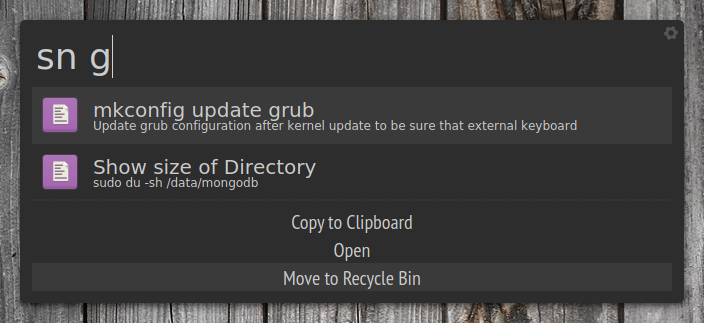 sn g
mkconfig update grub
Update grub configuration after kernel update to be sure that external keyboard
Show size of Directory
sudo du -sh /data/mongodb
Copy to Clipboard
Open
Move to Recycle Bin